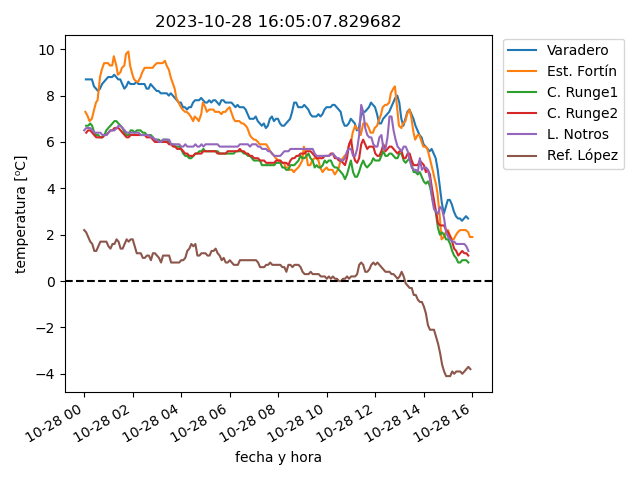 2023-10-28 16:05:07.829682
temperatura [ºC]
10
8
6
4
2
0
−2
−4
10-28 00
10-28 02
10-28 04
10-28 06
10-28 08
10-28 10
10-28 12
10-28 14
10-28 16
fecha y hora
Varadero
Est. Fortín
C. Runge1
C. Runge2
L. Notros
Ref. López